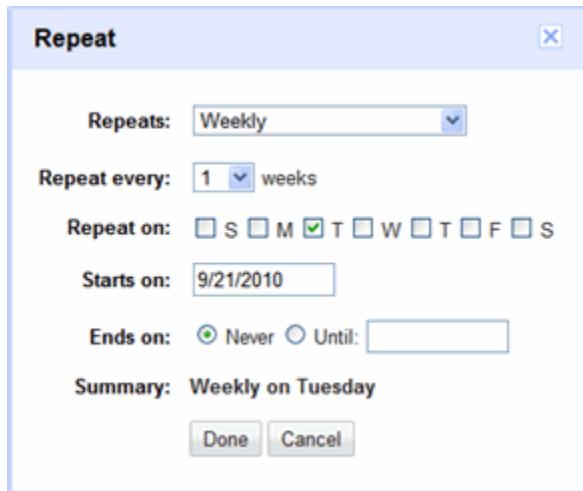 Repeat
Repeats: Weekly
Repeat every: 1 weeks
Repeat on: S M T W T F S
Starts on: 9/21/2010
Ends on: Never Until:
Summary: Weekly on Tuesday
Done Cancel